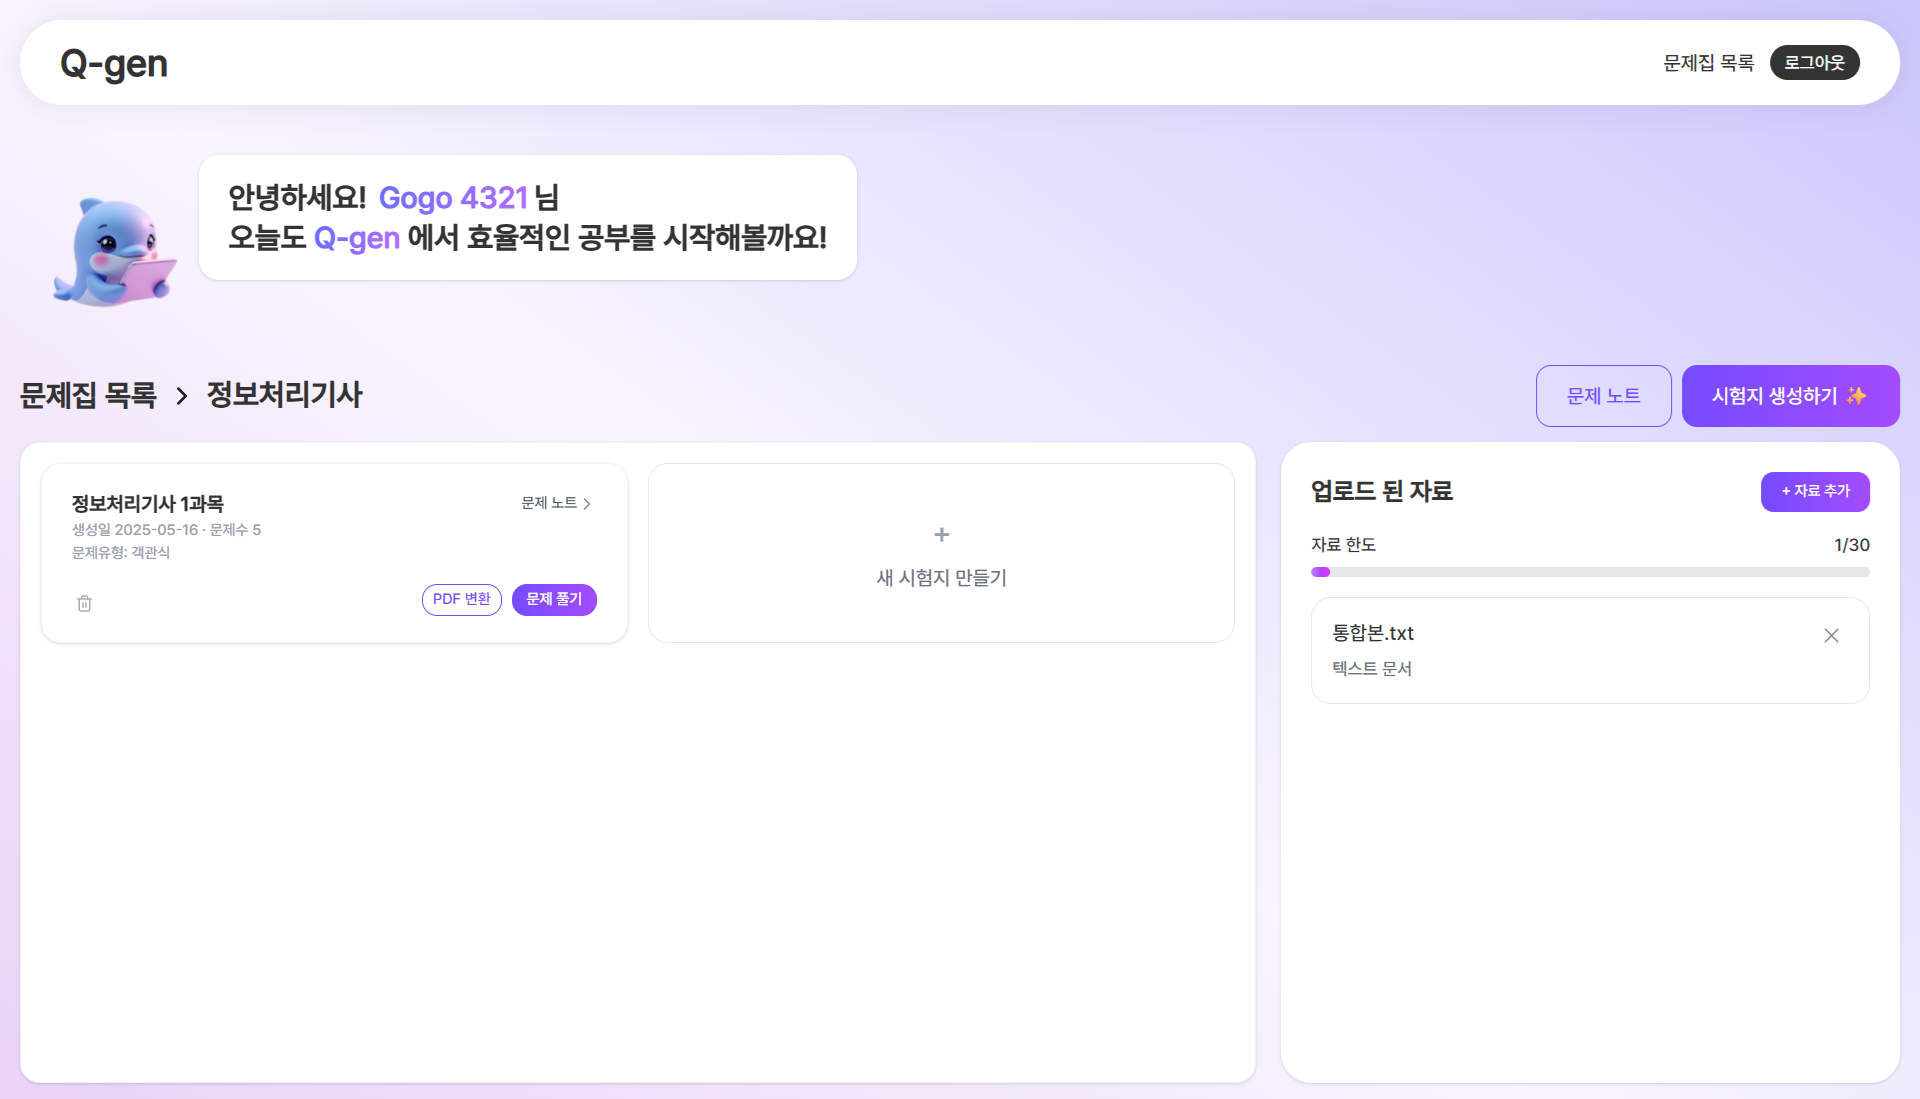 Q-gen
문제집 목록
로그아웃
안녕하세요! Gogo 4321 님
오늘도 Q-gen 에서 효율적인 공부를 시작해볼까요!
문제집 목록 > 정보처리기사
문제 노트
시험지 생성하기 ✨
정보처리기사 1과목
문제 노트 >
생성일 2025-05-16 · 문제수 5
문제유형: 객관식
PDF 변환
문제 풀기
+
새 시험지 만들기
업로드 된 자료
+ 자료 추가
자료 한도
1/30
통합본.txt
텍스트 문서